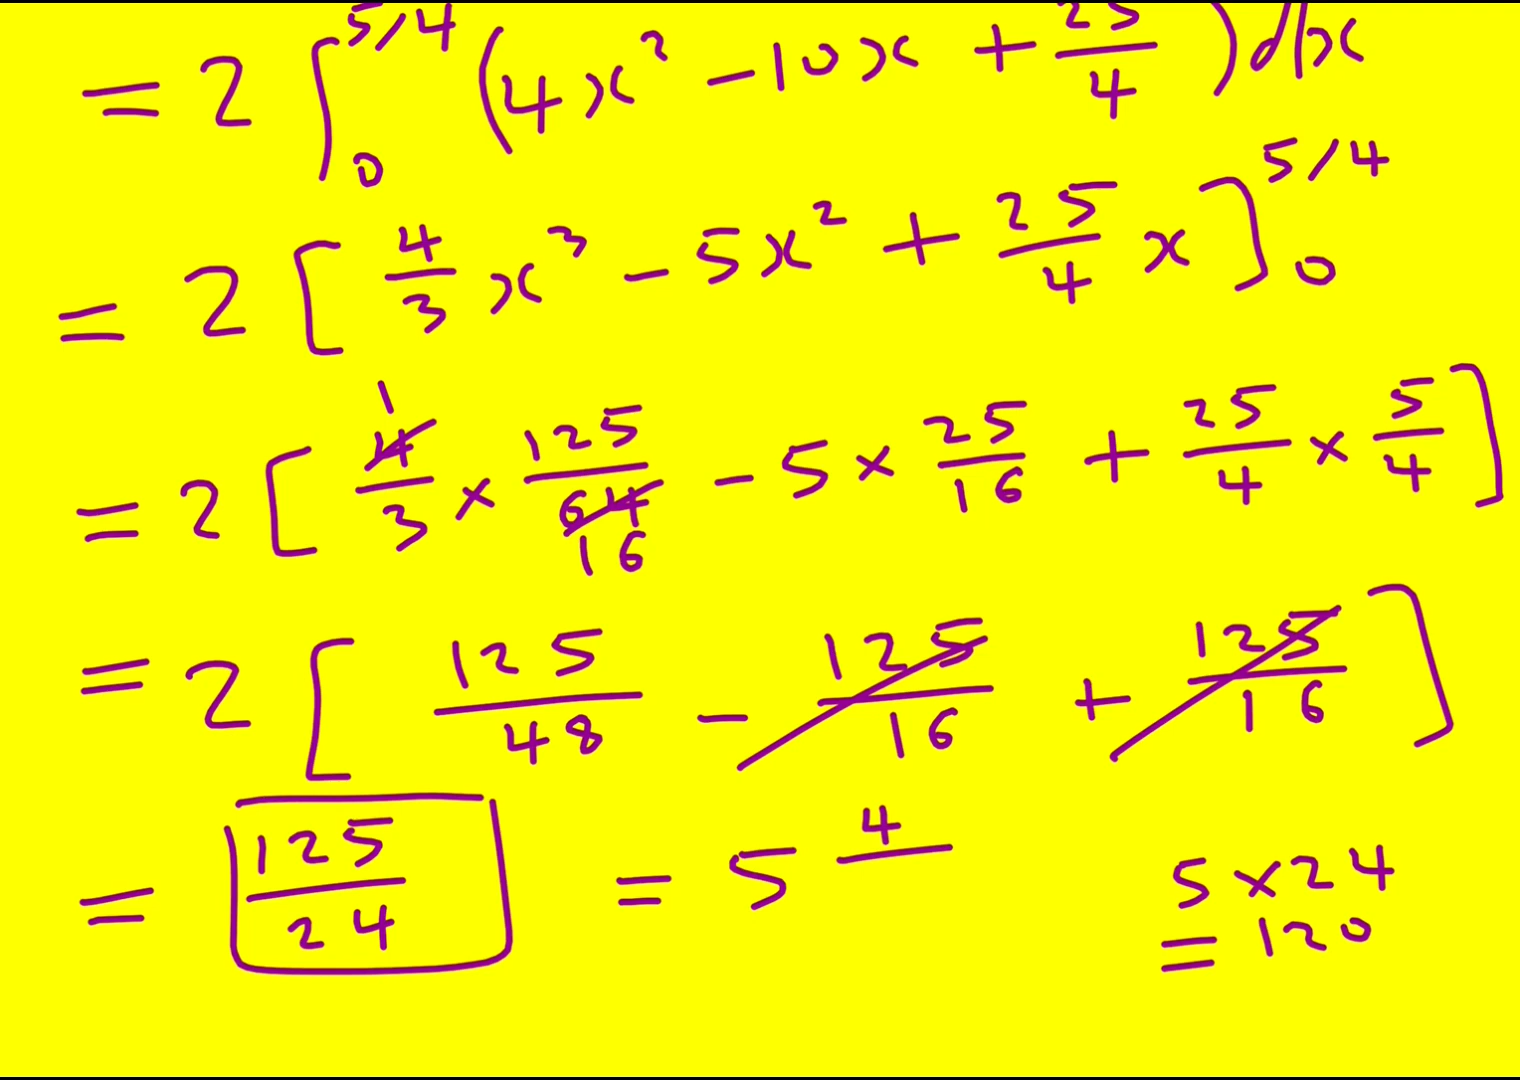 = 2 ∫₀^5/4 (4x² - 10x + 25/4) dx
= 2 [4/3 x³ - 5x² + 25/4 x]₀^5/4
= 2 [4/3 1 × 125/64 16 - 5 × 25/16 + 25/4 × 5/4]
= 2 [125/48 - 125/16 + 125/16]
= 125/24 = 5 4/ 5 × 24
= 120